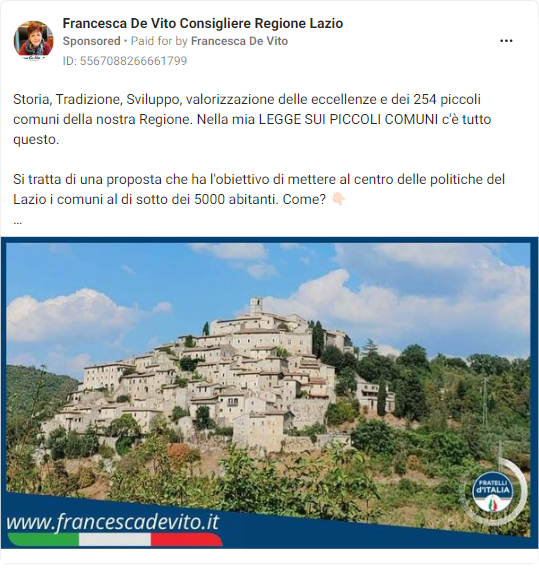 Francesca De Vito Consigliere Regione Lazio
Sponsored • Paid for by Francesca De Vito
ID: 5567088266661799
Storia, Tradizione, Sviluppo, valorizzazione delle eccellenze e dei 254 piccoli
comuni della nostra Regione. Nella mia LEGGE SUI PICCOLI COMUNI c'è tutto
questo.
Si tratta di una proposta che ha l'obiettivo di mettere al centro delle politiche del
Lazio i comuni al di sotto dei 5000 abitanti. Come? 👇🏻
...
FRATELLI
d'ITALIA
www.francescadevito.it